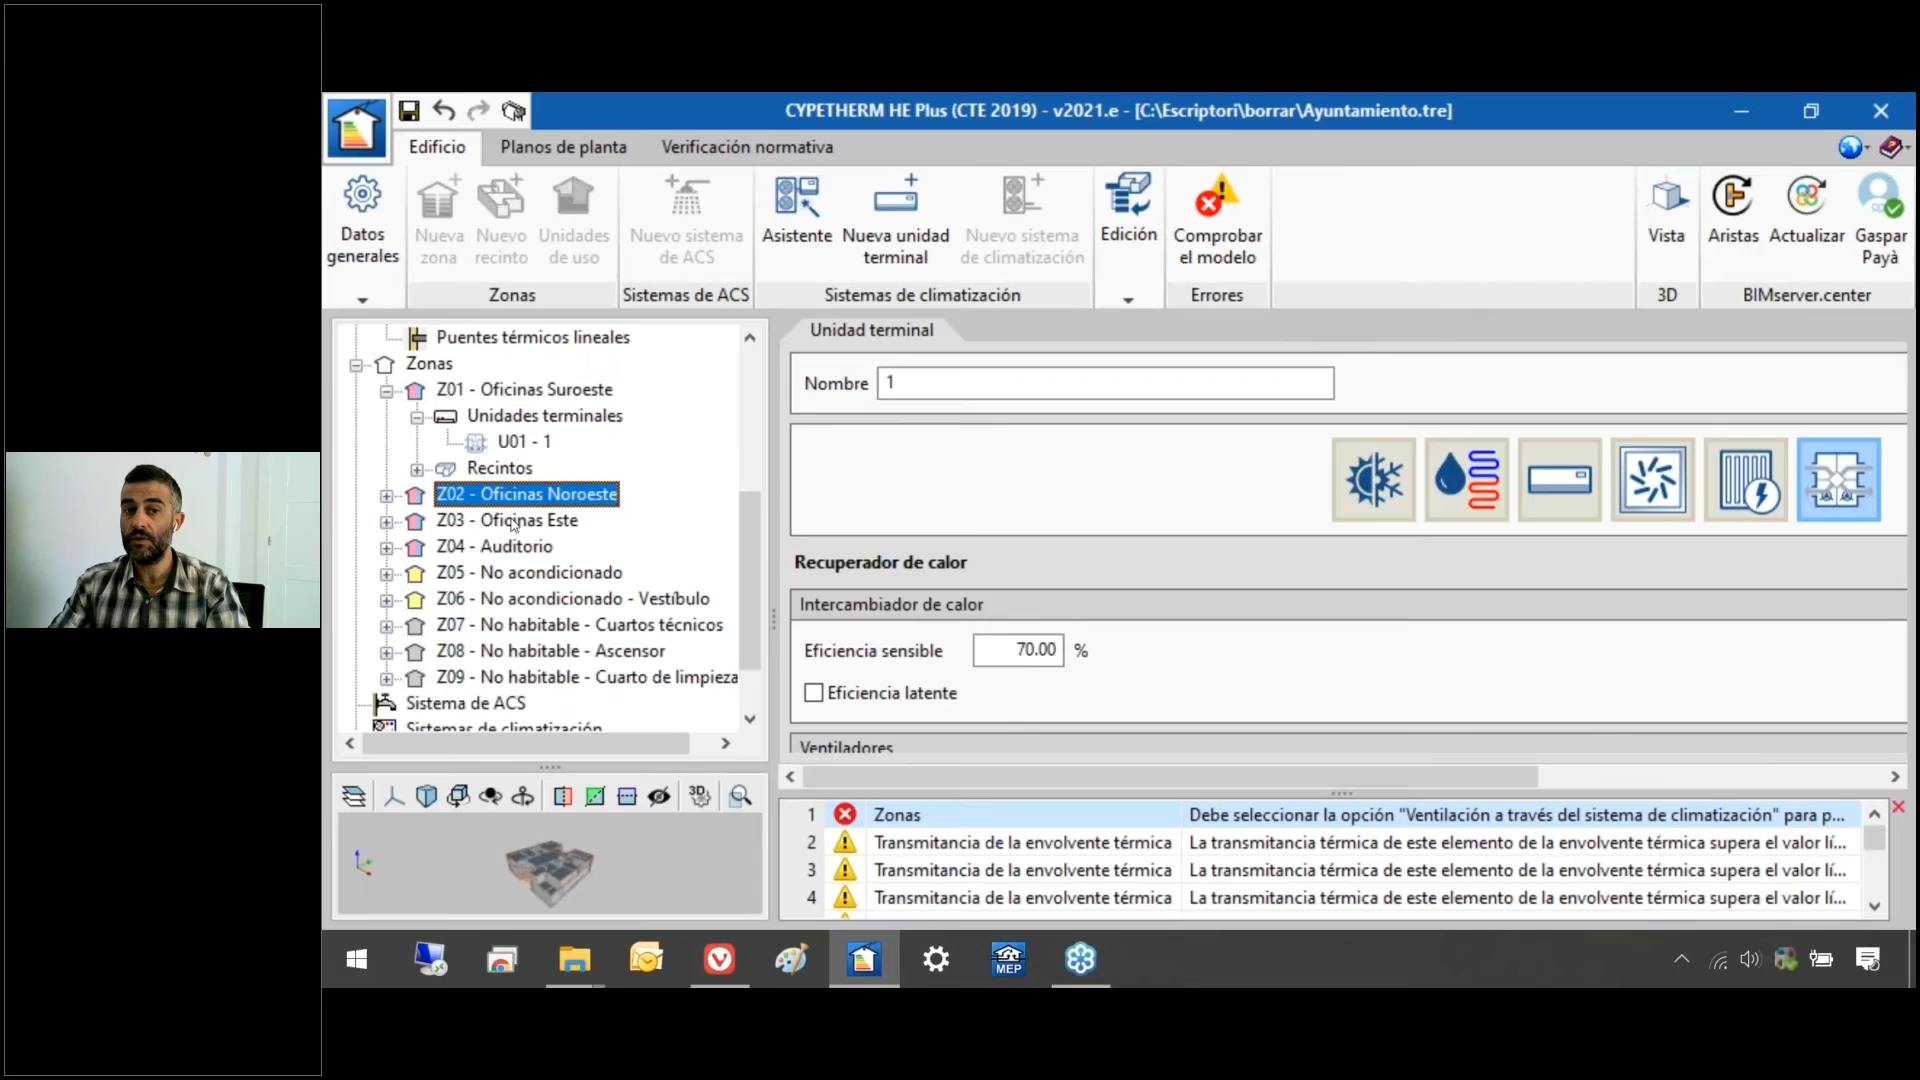 CYPETHERM HE Plus (CTE 2019) - v2021.e - [C:\Escriptori\borrar\Ayuntamiento.tre]
Edificio
Planos de planta
Verificación normativa
Datos generales
Nueva zona
Nuevo recinto
Unidades de uso
Zonas
Nuevo sistema de ACS
Sistemas de ACS
Asistente
Nueva unidad terminal
Nuevo sistema de climatización
Sistemas de climatización
Edición
Comprobar el modelo
Errores
Vista
3D
Aristas
Actualizar
Gaspar Payà
BIMserver.center
Puentes térmicos lineales
Zonas
Z01 - Oficinas Suroeste
Unidades terminales
U01 - 1
Recintos
Z02 - Oficinas Noroeste
Z03 - Oficinas Este
Z04 - Auditorio
Z05 - No acondicionado
Z06 - No acondicionado - Vestíbulo
Z07 - No habitable - Cuartos técnicos
Z08 - No habitable - Ascensor
Z09 - No habitable - Cuarto de limpieza
Sistema de ACS
Sistemas de climatización
3D
Unidad terminal
Nombre 1
Recuperador de calor
Intercambiador de calor
Eficiencia sensible 70.00 %
Eficiencia latente
Ventiladores
1 Zonas Debe seleccionar la opción "Ventilación a través del sistema de climatización" para p...
2 Transmitancia de la envolvente térmica La transmitancia térmica de este elemento de la envolvente térmica supera el valor lí...
3 Transmitancia de la envolvente térmica La transmitancia térmica de este elemento de la envolvente térmica supera el valor lí...
4 Transmitancia de la envolvente térmica La transmitancia térmica de este elemento de la envolvente térmica supera el valor lí...
MEP